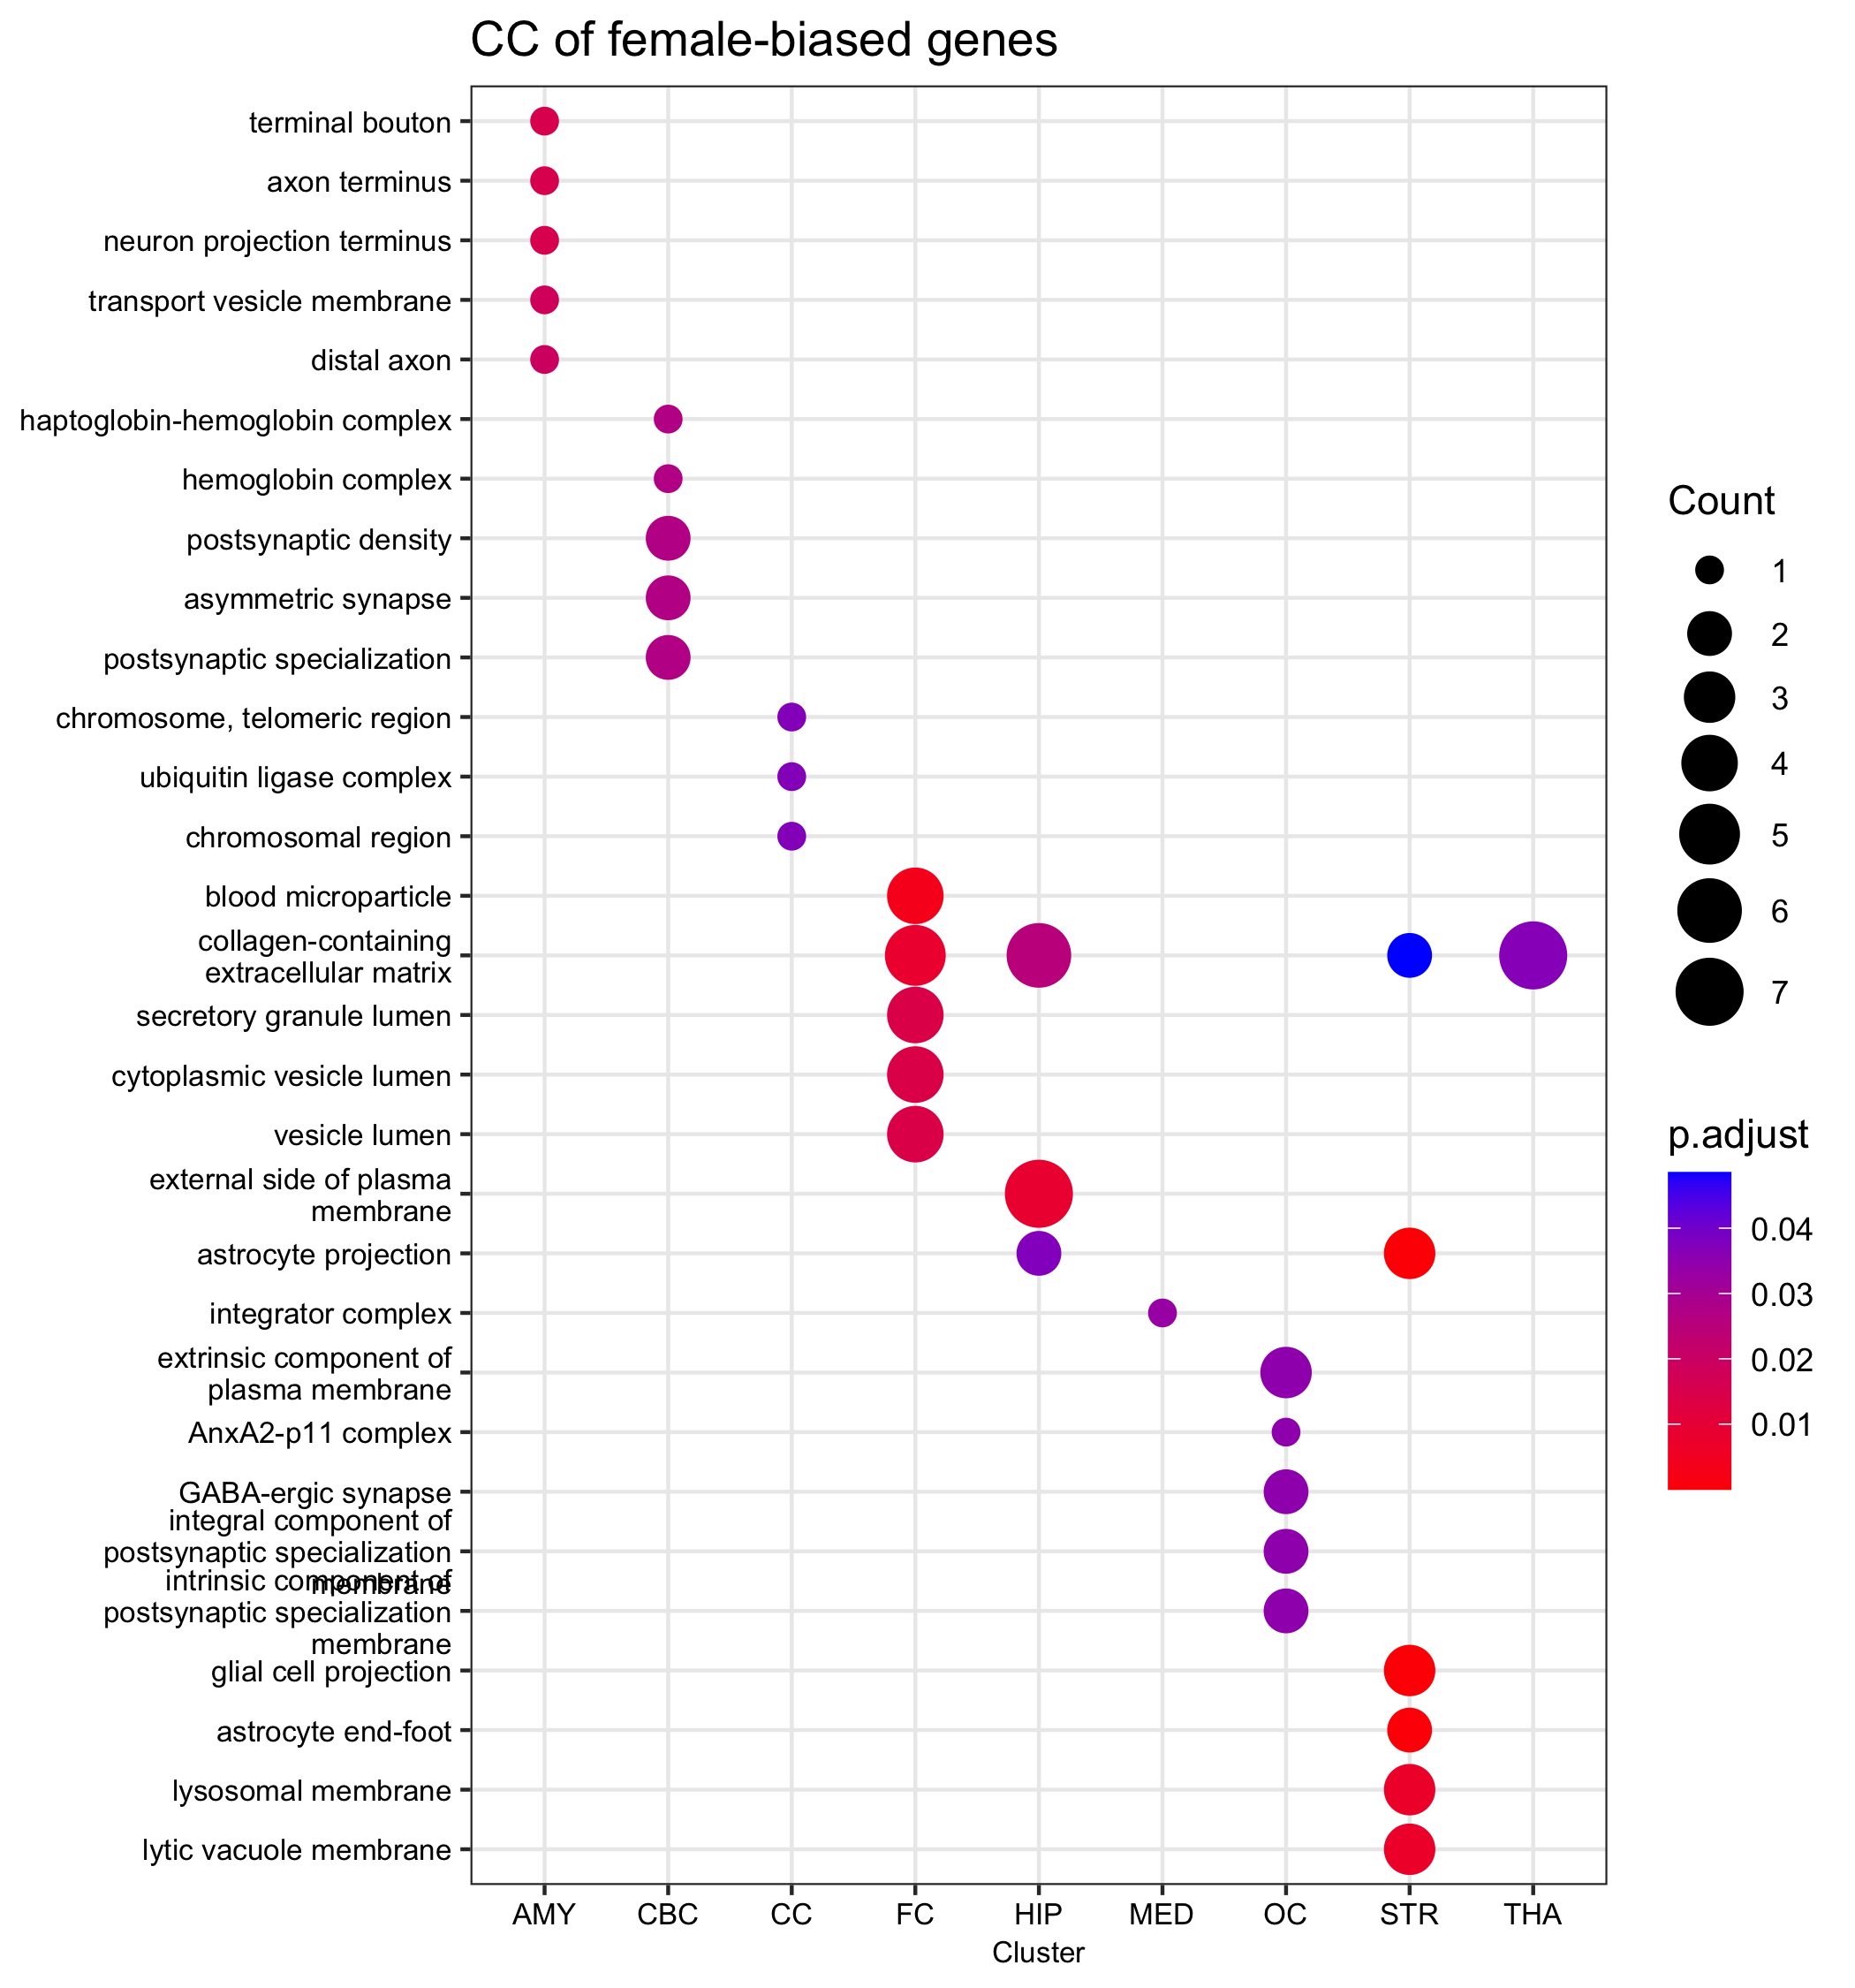 CC of female-biased genes
terminal bouton
axon terminus
neuron projection terminus
transport vesicle membrane
distal axon
haptoglobin-hemoglobin complex
hemoglobin complex
postsynaptic density
asymmetric synapse
postsynaptic specialization
chromosome, telomeric region
ubiquitin ligase complex
chromosomal region
blood microparticle
collagen-containing
extracellular matrix
secretory granule lumen
cytoplasmic vesicle lumen
vesicle lumen
external side of plasma
membrane
astrocyte projection
integrator complex
extrinsic component of
plasma membrane
AnxA2-p11 complex
GABA-ergic synapse
integral component of
postsynaptic specialization
membrane
intrinsic component of
postsynaptic specialization
membrane
glial cell projection
astrocyte end-foot
lysosomal membrane
lytic vacuole membrane
AMY CBC CC FC HIP MED OC STR THA
Cluster
Count
1
2
3
4
5
6
7
p.adjust
0.04
0.03
0.02
0.01